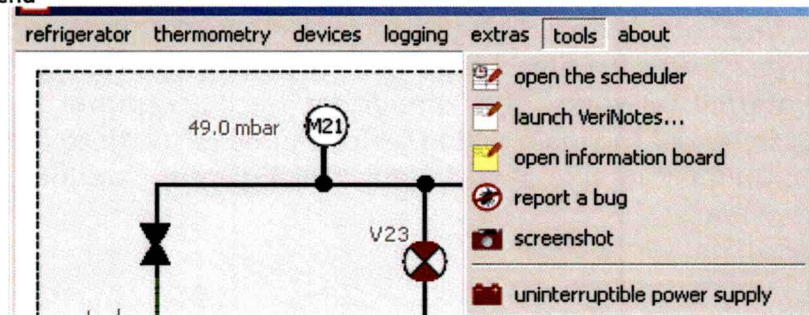 refrigerator thermometry devices logging extras tools about
open the scheduler
49.0 mbar M21
launch VeriNotes...
open information board
report a bug
V23
screenshot
uninterruptible power supply